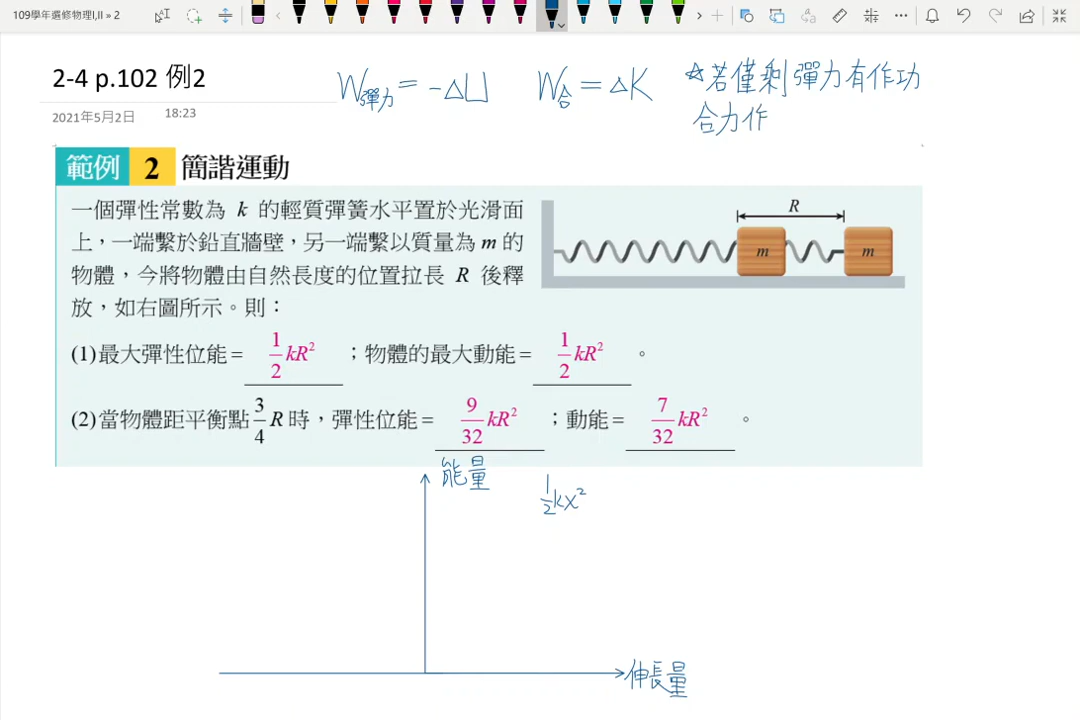 109學年選修物理I,II » 2
2-4 p.102 例2
2021年5月2日 18:23
W彈力 = -ΔU W合 = ΔK ☆若僅剩彈力有作功
合力作
範例 2 簡諧運動
一個彈性常數為 k 的輕質彈簧水平置於光滑面
上，一端繫於鉛直牆壁，另一端繫以質量為 m 的
物體，今將物體由自然長度的位置拉長 R 後釋
放，如右圖所示。則：
R
m m
(1)最大彈性位能= 1/2 kR² ；物體的最大動能= 1/2 kR² 。
(2)當物體距平衡點 3/4 R 時，彈性位能= 9/32 kR² ；動能= 7/32 kR² 。
能量
1/2 kx²
伸長量